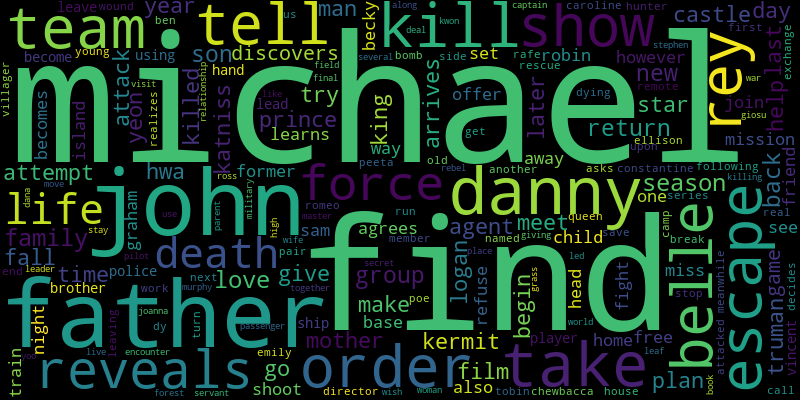 leave wound
year
ben
us
man
becky
discovers
tell
kill
show
caroline hunter
castle day
villager
team
young
become
attack
using
son
hand
try
king
bomb
side
set
along
captain
kwon
deal
field
final
several
rafe
robin
rescue
stephen
however
new
last
first
rey
join
help
exchange
michael
becomes
island
yeon
realizes
killed
visit
relationship
lead
prince
learns
arrives
offer
later
dying
star
return
war
remote
giosu
mission
friend
attempt
hwa
former
katniss
like
peeta
way
old
get
another
away
ellison
upon
asks
constantine
following
killing
rebel
john
force
danny
season
one
series
real
back
see
life
dana
move
family
fall
end
leader
time
stay
graham
police
brother
death
ross
parent
military
use
romeo
master
high
queen
sam
agrees
run
member
agent
meet
named
giving
child
save
camp
break
belle
miss
stop
truman
game
escape
attacked
meanwhile
vincent
decides
father
find
love
wife
pair
give
group
secret
make
base
poe
place
logan
refuse
begin
grass
led
head
world
fight
night
pilot
work
joanna
dy
next
turn
murphy
together
passenger
ship
mother
kermit
player
home
free
leaf
train
yoo
live
encounter
leaving
reveals
emily
go
shoot
order
film
also
take
tobin
chewbacca
house
plan
book
call
forest
servant
director
wish
woman